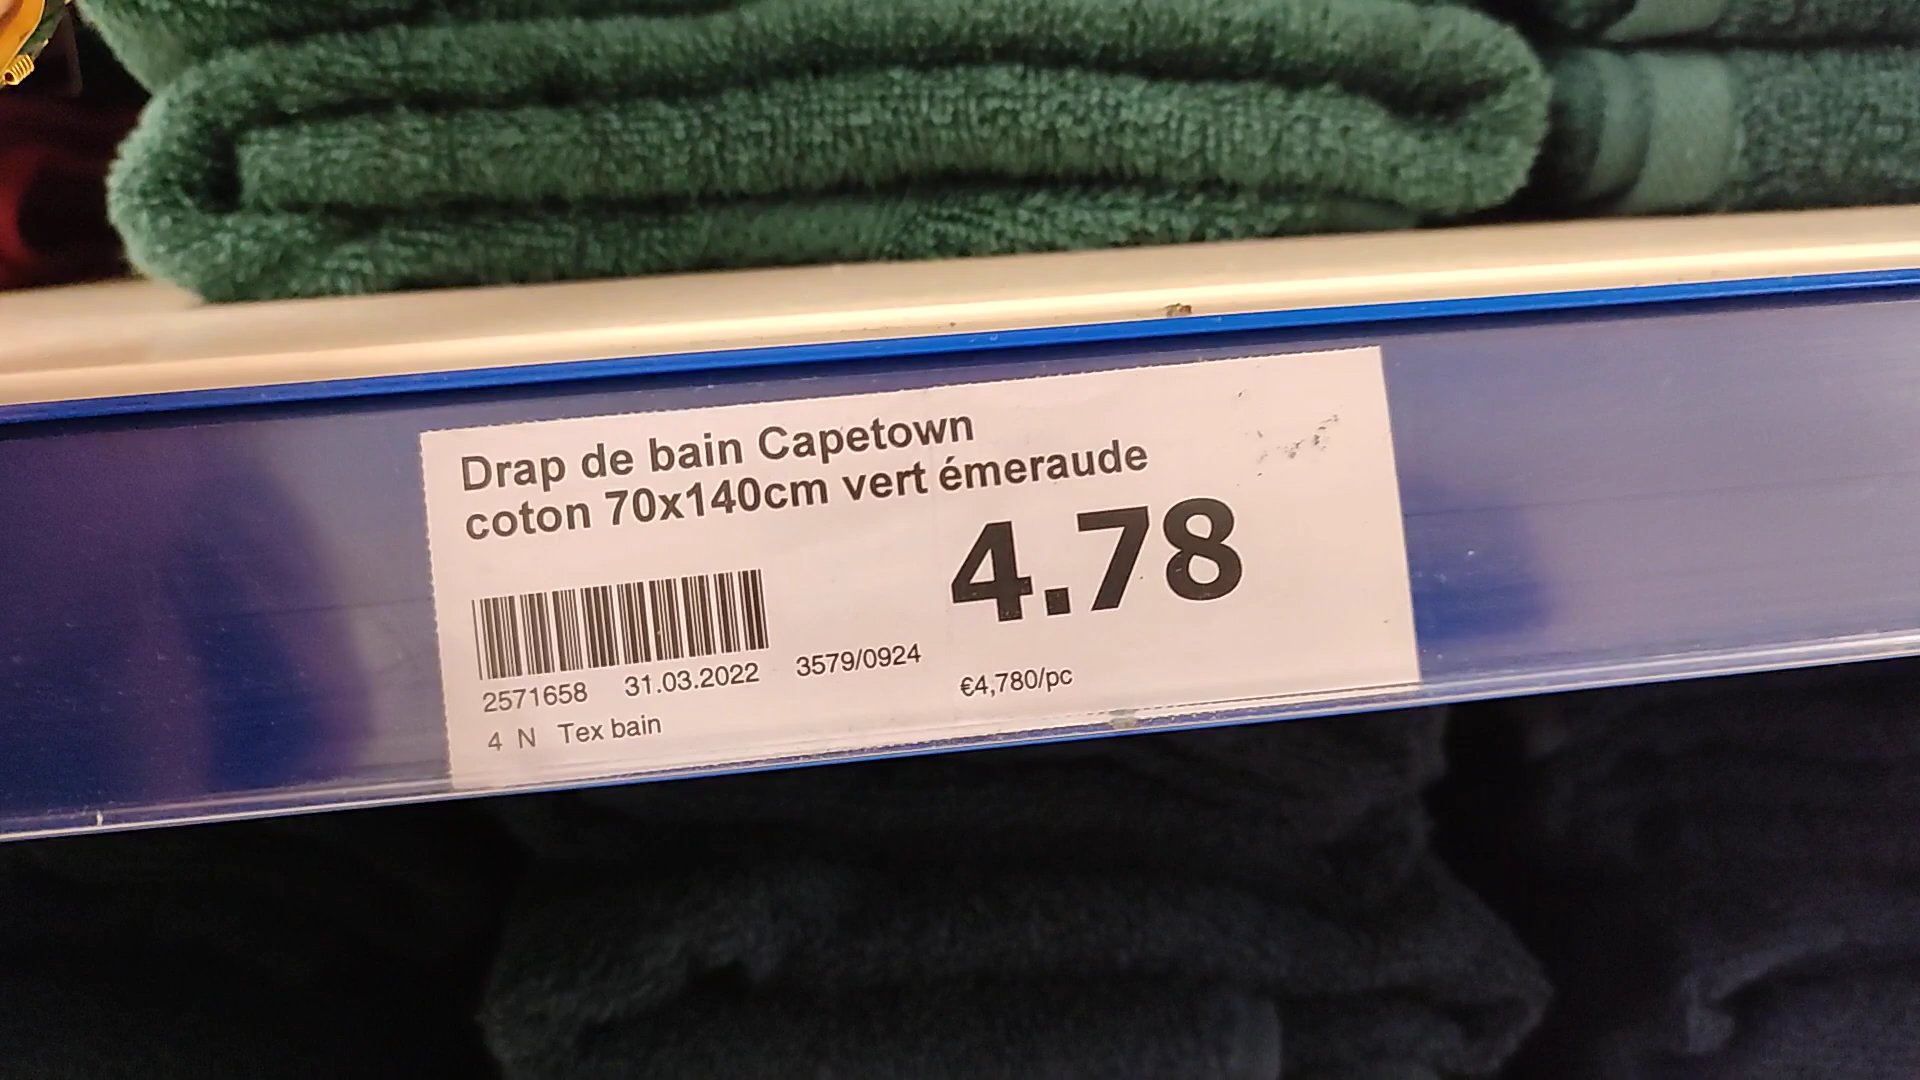 Drap de bain Capetown
coton 70x140cm vert émeraude
4.78
2571658 31.03.2022 3579/0924
€4,780/pc
4 N Tex bain